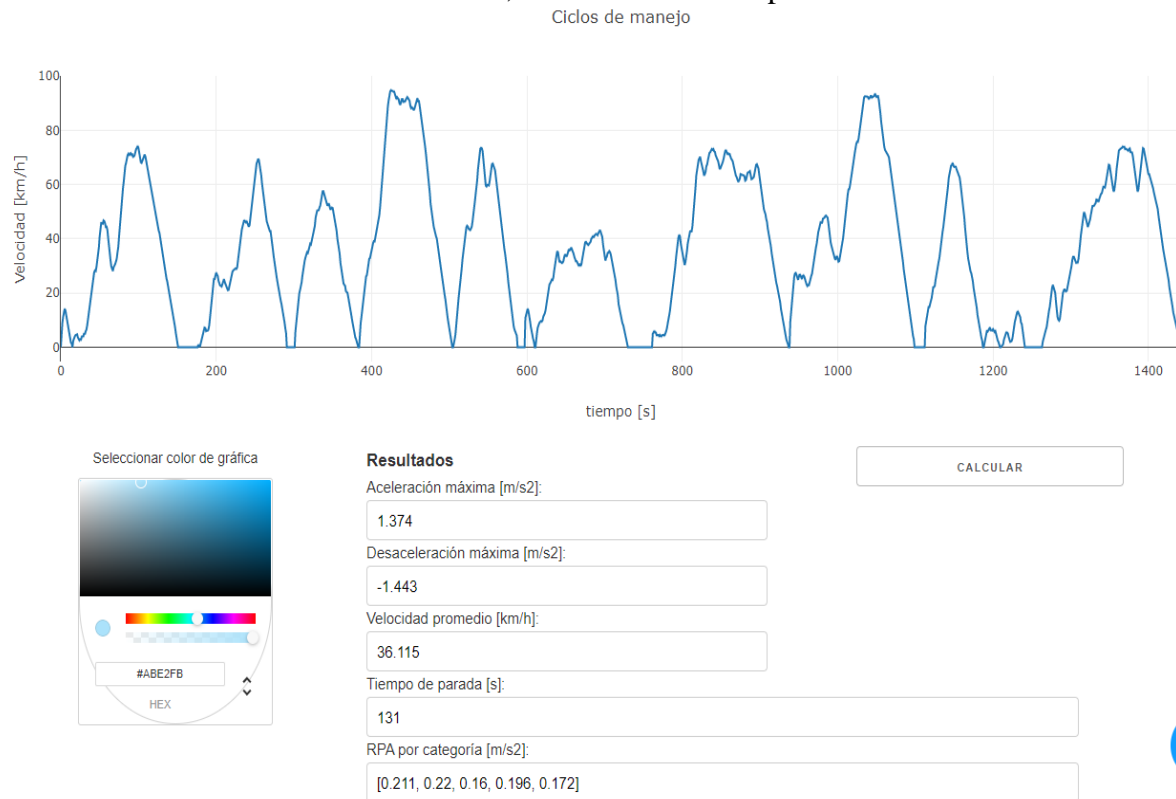 Ciclos de manejo
100
80
60
40
20
0
Velocidad [km/h]
0 200 400 600 800 1000 1200 1400
tiempo [s]
Seleccionar color de gráfica
#ABE2FB
HEX
Resultados
CALCULAR
Aceleración máxima [m/s2]:
1.374
Desaceleración máxima [m/s2]:
-1.443
Velocidad promedio [km/h]:
36.115
Tiempo de parada [s]:
131
RPA por categoría [m/s2]:
[0.211, 0.22, 0.16, 0.196, 0.172]